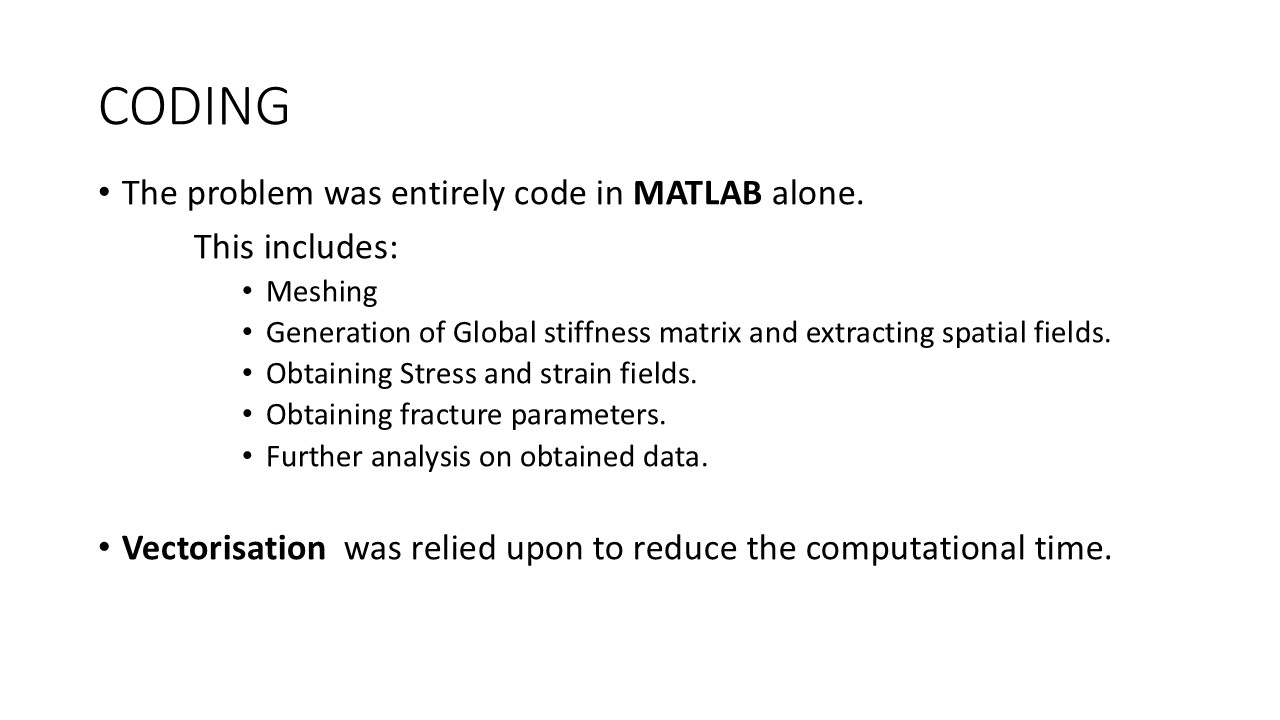 CODING
• The problem was entirely code in MATLAB alone.
This includes:
• Meshing
• Generation of Global stiffness matrix and extracting spatial fields.
• Obtaining Stress and strain fields.
• Obtaining fracture parameters.
• Further analysis on obtained data.
• Vectorisation  was relied upon to reduce the computational time.